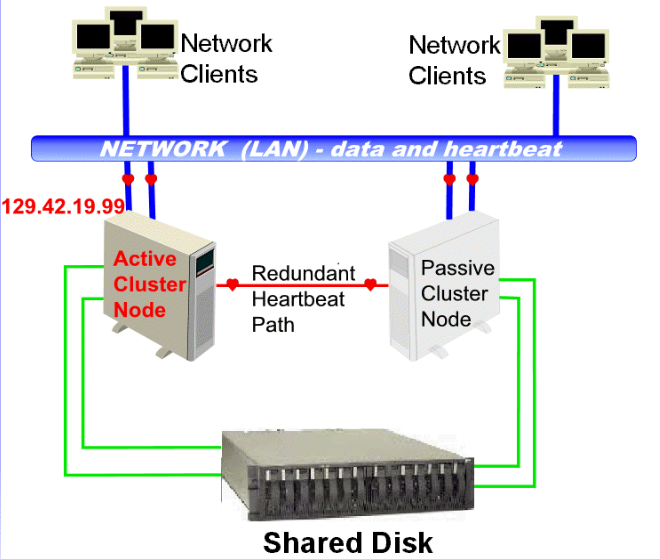 Network
Clients
Network
Clients
NETWORK (LAN) - data and heartbeat
129.42.19.99
Active
Cluster
Node
Redundant
Heartbeat
Path
Passive
Cluster
Node
Shared Disk